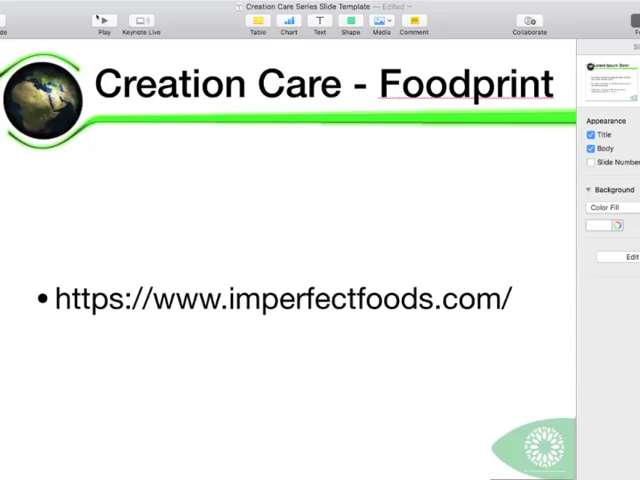 Creation Care Series Slide Template — Edited
Play
Keynote Live
Table
Chart
Text
Shape
Media
Comment
Collaborate
Creation Care - Foodprint
• https://www.imperfectfoods.com/
Appearance
Title
Body
Slide Number
Background
Color Fill
Edit